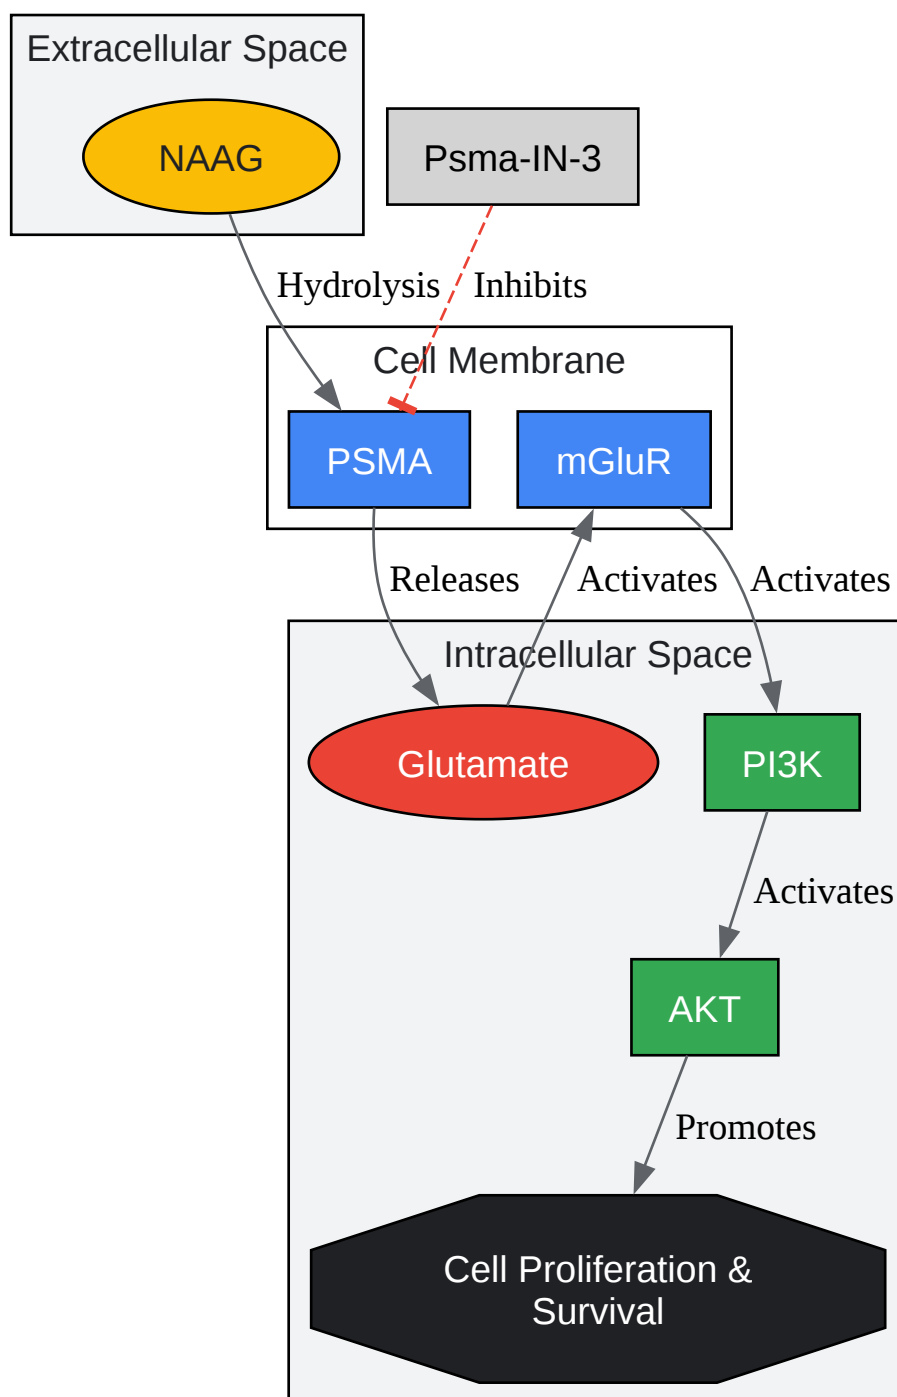 Extracellular Space
NAAG
Psma-IN-3
Hydrolysis
Inhibits
Cell Membrane
PSMA
mGluR
Releases
Activates
Activates
Intracellular Space
Glutamate
PI3K
Activates
AKT
Promotes
Cell Proliferation &
Survival